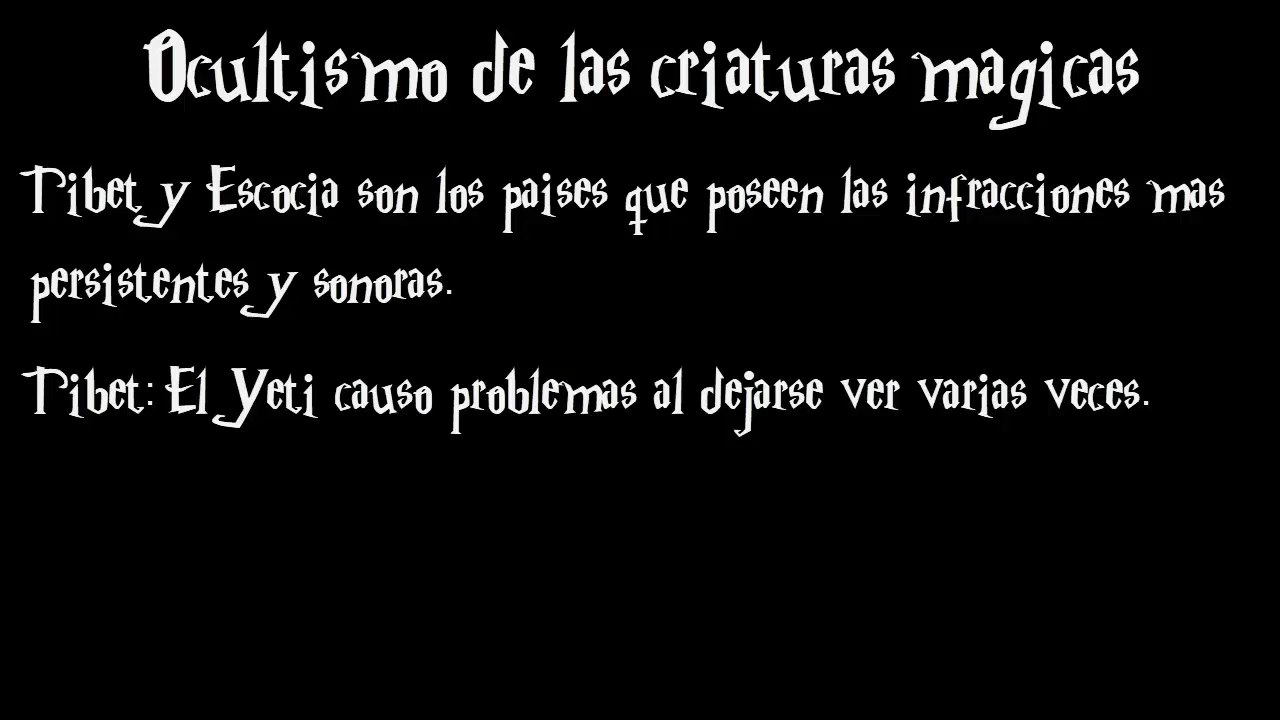 Ocultismo de las criaturas magicas
Tibet y Escocia son los paises que poseen las infracciones mas
persistentes y sonoras.
Tibet: El Yeti causo problemas al dejarse ver varias veces.